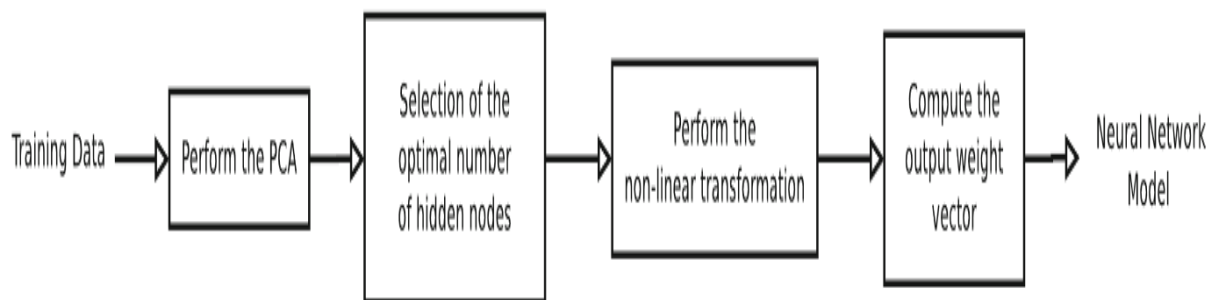 Training Data
Perform the PCA
Selection of the
optimal number
of hidden nodes
Perform the
non-linear transformation
Compute the
output weight
vector
Neural Network
Model